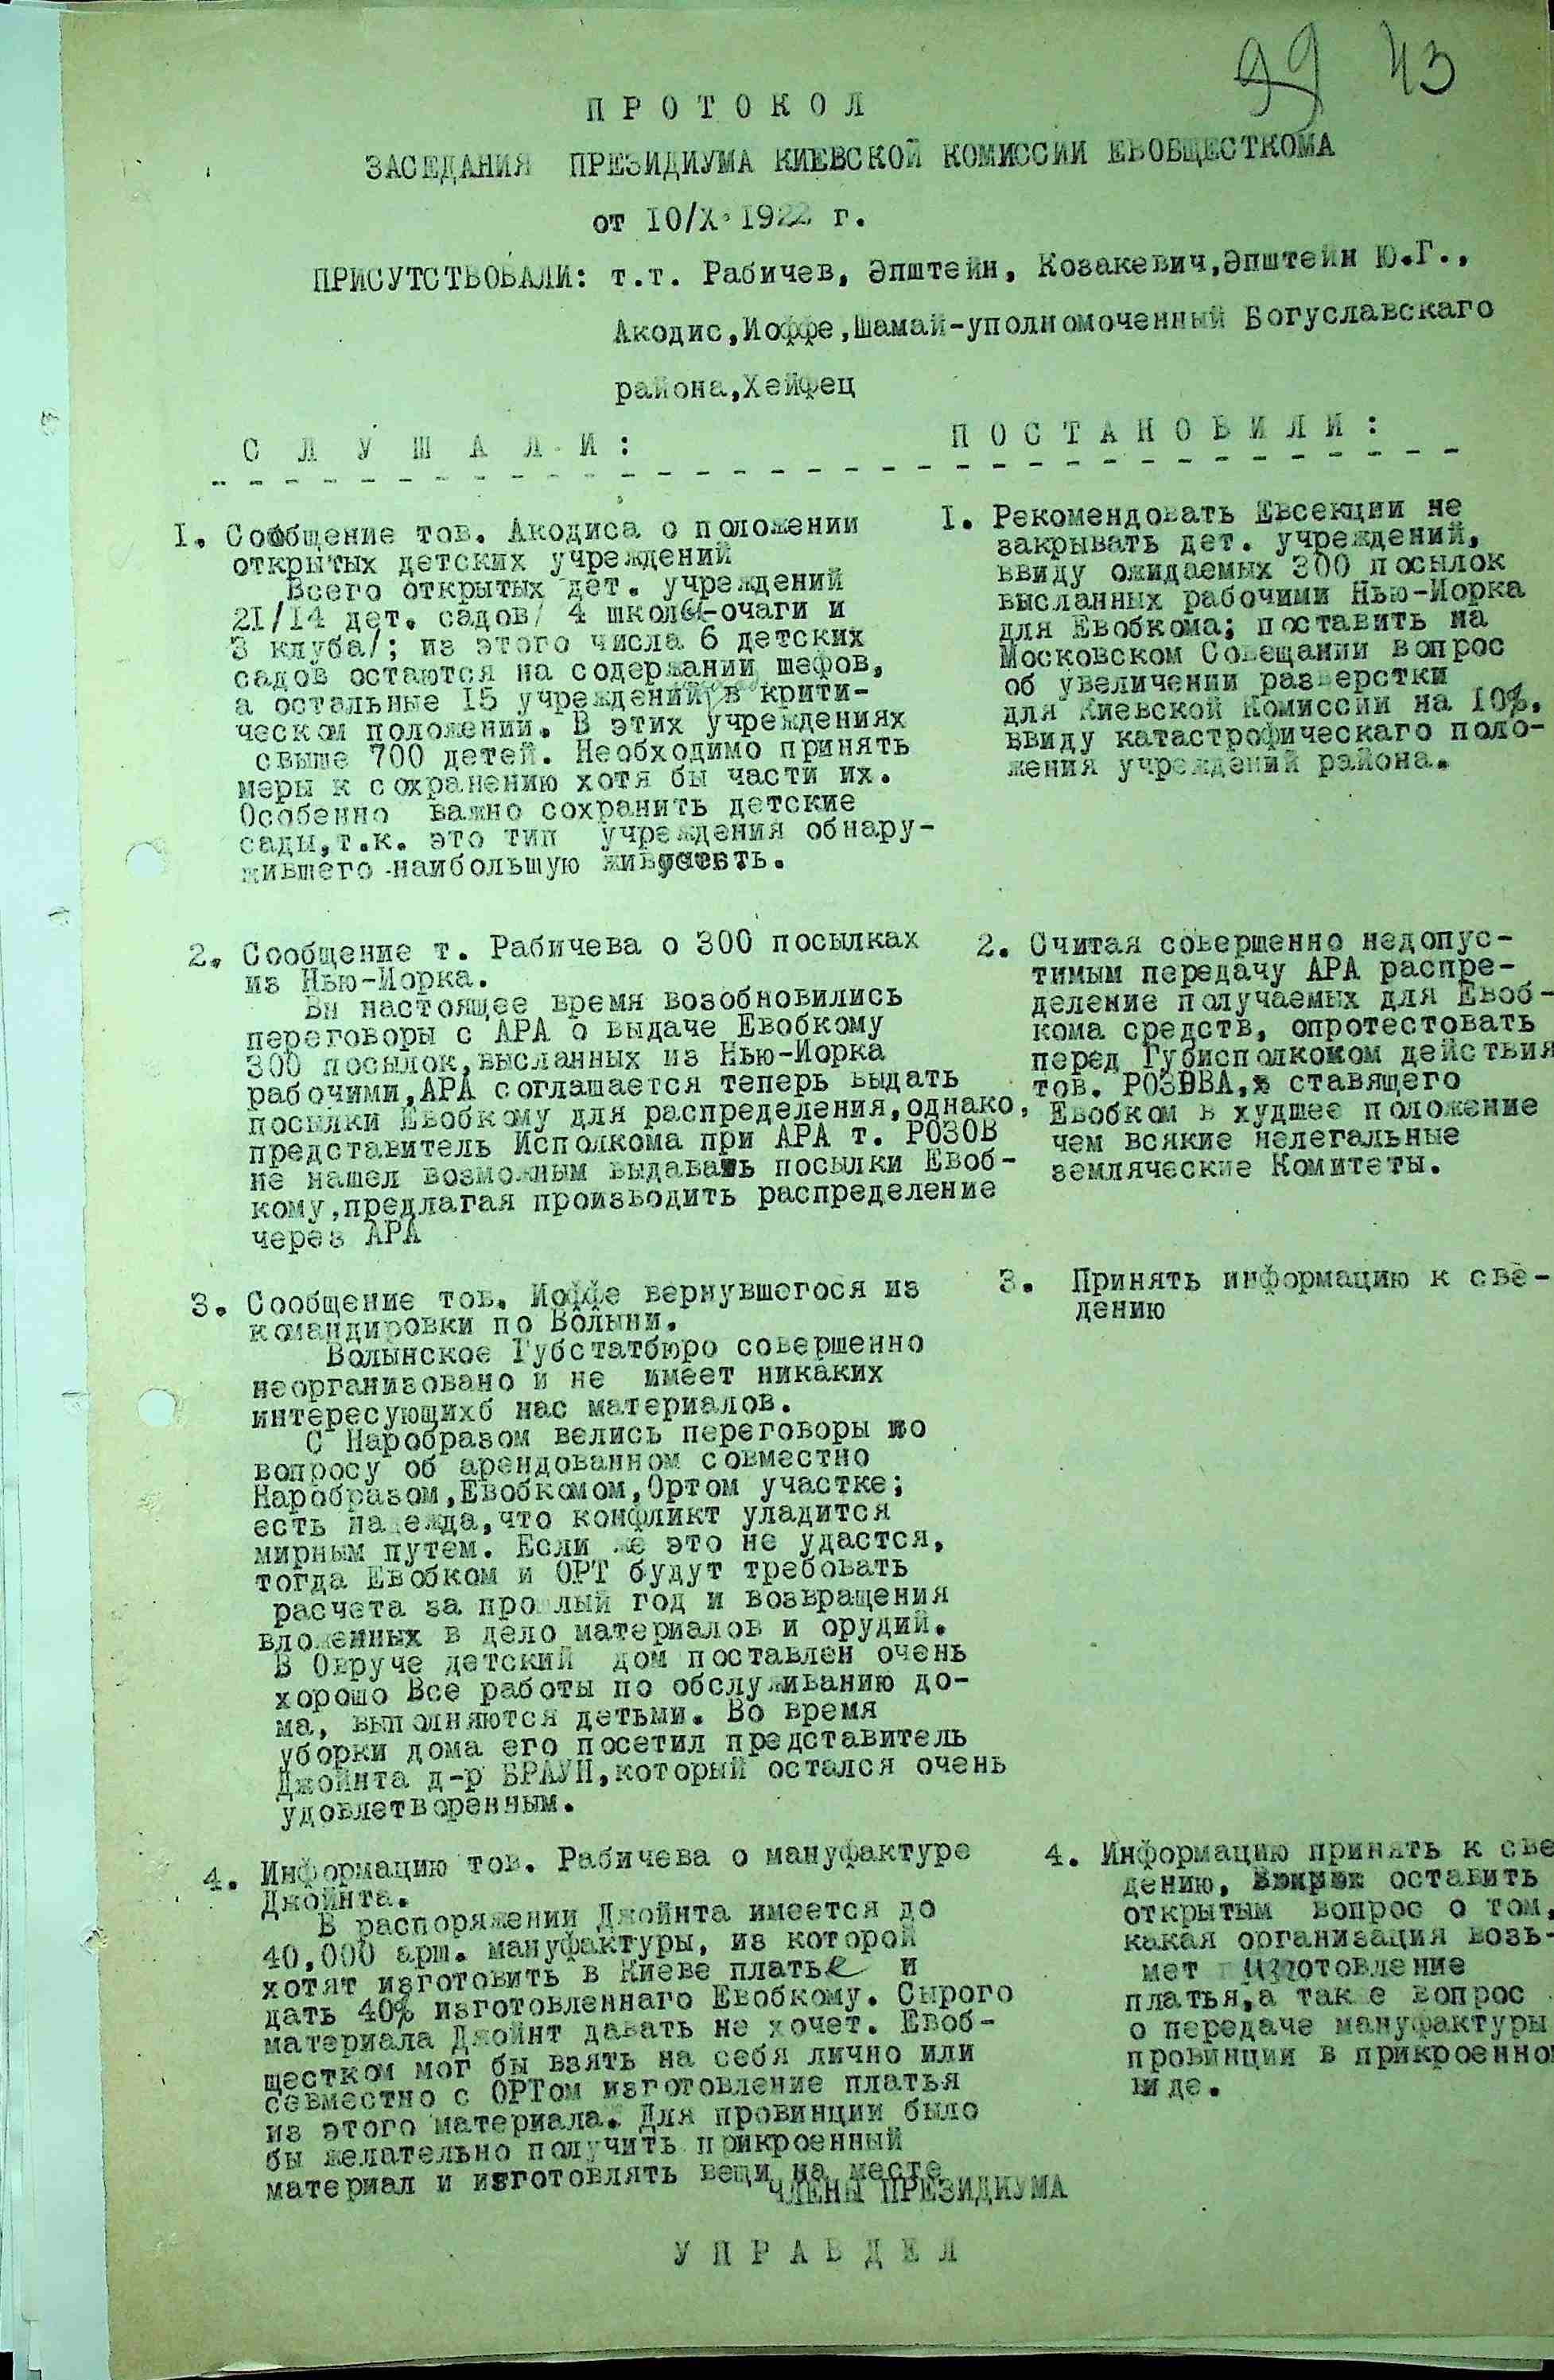 99 43
ПРОТОКОЛ
ЗАСЕДАНИЯ ПРЕЗИДИУМА КИЕВСКОЙ КОМИССИИ ЕВОБЩЕСТКОМА
от 10/X-1922 г.
ПРИСУТСТВОВАЛИ: т.т. Рабичев, Эпштейн, Козакевич,Эпштейн Ю.Г.,
Акодис,Иоффе,Шамай-уполномоченный Богуславскаго
района,Хейфец
СЛУШАЛИ:
1. Сообщение тов. Акодиса о положении
открытых детских учреждений
Всего открытых дет. учреждений
21/14 дет. садов/ 4 школы-очаги и
3 клуба/; из этого числа 6 детских
садов остаются на содержании шефов,
а остальные 15 учреждений в крити-
ческом положении. В этих учреждениях
свыше 700 детей. Необходимо принять
меры к сохранению хотя бы части их.
Особенно важно сохранить детские
сады,т.к. это тип учреждения обнару-
жившего наибольшую
2. Сообщение т. Рабичева о 300 посылках
из Нью-Иорка.
Вн настоящее время возобновились
переговоры с АРА о выдаче Евобкому
300 посылок,высланных из Нью-Иорка
рабочими,АРА соглашается теперь выдать
посылки Евобкому для распределения,однако,
представитель Исполкома при АРА т. РОЗОВ
не нашел возможным выдавать посылки Евоб-
кому,предлагая производить распределение
через АРА
3. Сообщение тов. Иоффе вернувшегося из
командировки по Волыни.
Волынское Губстатбюро совершенно
неорганизовано и не имеет никаких
интересующихб нас материалов.
С Наробразом велись переговоры по
вопросу об арендованном совместно
Наробразом,Евобкомом,Ортом участке;
есть надежда,что конфликт уладится
мирным путем. Если же это не удастся,
тогда Евобком и ОРТ будут требовать
расчета за прошлый год и возвращения
вложенных в дело материалов и орудий.
В Овруче детский дом поставлен очень
хорошо Все работы по обслуживанию до-
ма, выполняются детьми. Во время
уборки дома его посетил представитель
Джойнта д-р БРАУН,который остался очень
удовлетворенным.
4. Информацию тов. Рабичева о мануфактуре
Джойнта.
В распоряжении Джойнта имеется до
40,000 арш. мануфактуры, из которой
хотят изготовить в Киеве платье и
дать 40% изготовленнаго Евобкому. Сырого
материала Джойнт давать не хочет. Евоб-
щестком мог бы взять на себя лично или
совместно с ОРТом изготовление платья
из этого материала. Для провинции было
бы желательно получить прикроенный
материал и изготовлять вещи на месте
ПОСТАНОВИЛИ:
1. Рекомендовать Евсекции не
закрывать дет. учреждений,
ввиду ожидаемых 300 посылок
высланных рабочими Нью-Иорка
для Евобкома; поставить на
Московском Совещании вопрос
об увеличении разверстки
для Киевской Комиссии на 10%,
ввиду катастрофическаго поло-
жения учреждений района.
2. Считая совершенно недопус-
тимым передачу АРА распре-
деление получаемых для Евоб-
кома средств, опротестовать
перед Губисполкомом действия
тов. РОЗОВА, ставящего
Евобком в худшее положение
чем всякие нелегальные
земляческие Комитеты.
3. Принять информацию к све-
дению
4. Информацию принять к све
дению, оставить
открытым вопрос о том,
какая организация возь-
мет изготовление
платья,а также вопрос
о передаче мануфактуры
провинции в прикроенно
виде.
ЧЛЕНЫ ПРЕЗИДИУМА
УПРАВДЕЛ